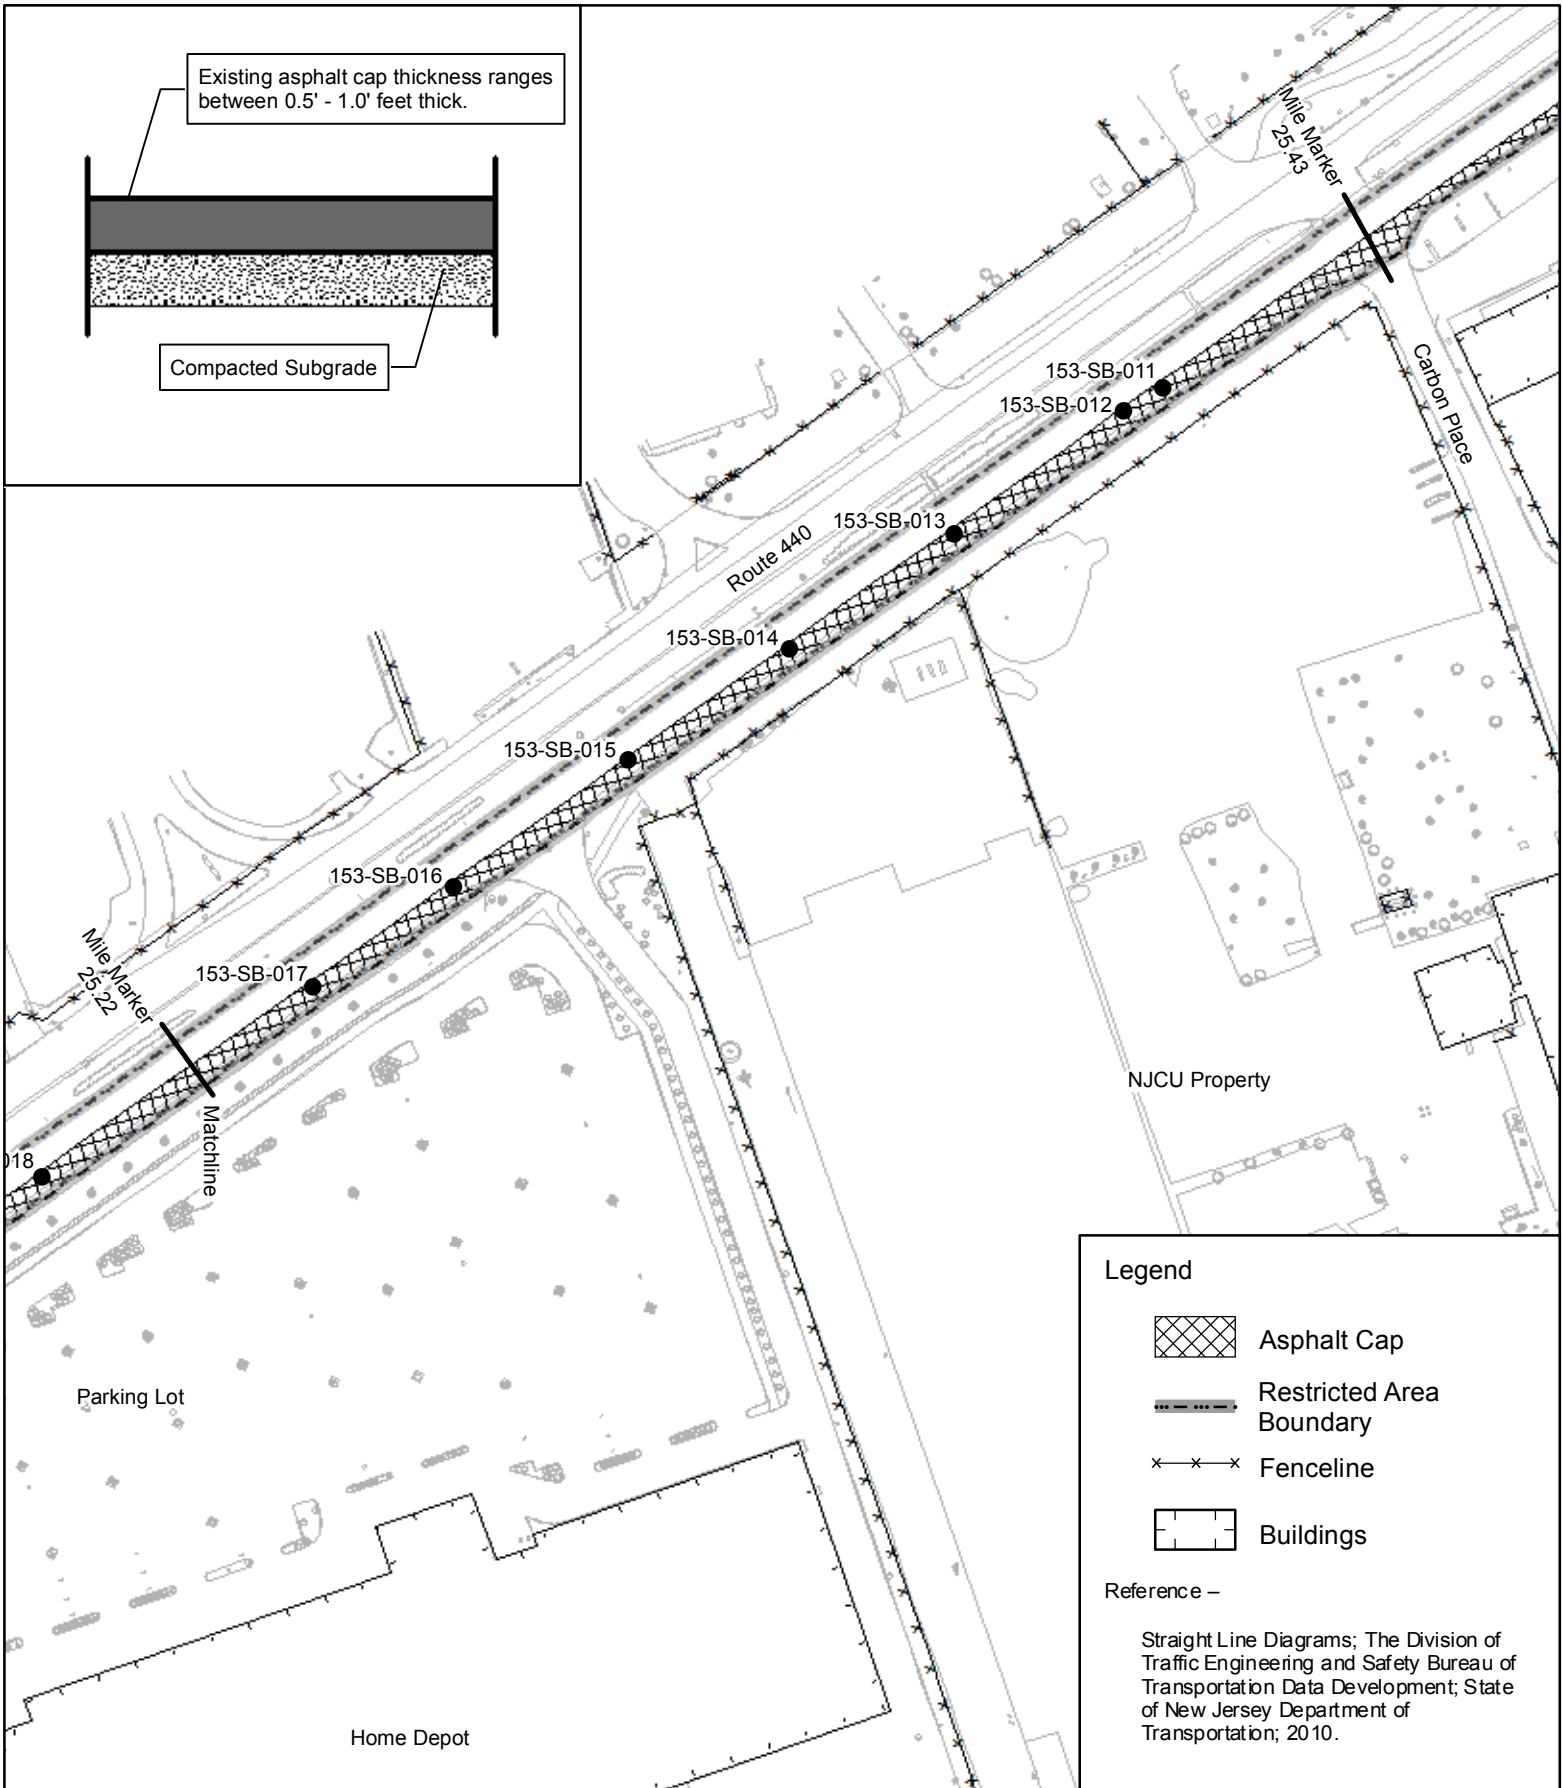 Existing asphalt cap thickness ranges
between 0.5' - 1.0' feet thick.
Compacted Subgrade
Mile Marker
25.43
Carbon Place
153-SB-011
153-SB-012
153-SB-013
Route 440
153-SB-014
153-SB-015
153-SB-016
153-SB-017
Mile Marker
25.22
Matchline
018
NJCU Property
Parking Lot
Home Depot
Legend
Asphalt Cap
Restricted Area
Boundary
Fenceline
Buildings
Reference –
Straight Line Diagrams; The Division of
Traffic Engineering and Safety Bureau of
Transportation Data Development; State
of New Jersey Department of
Transportation; 2010.